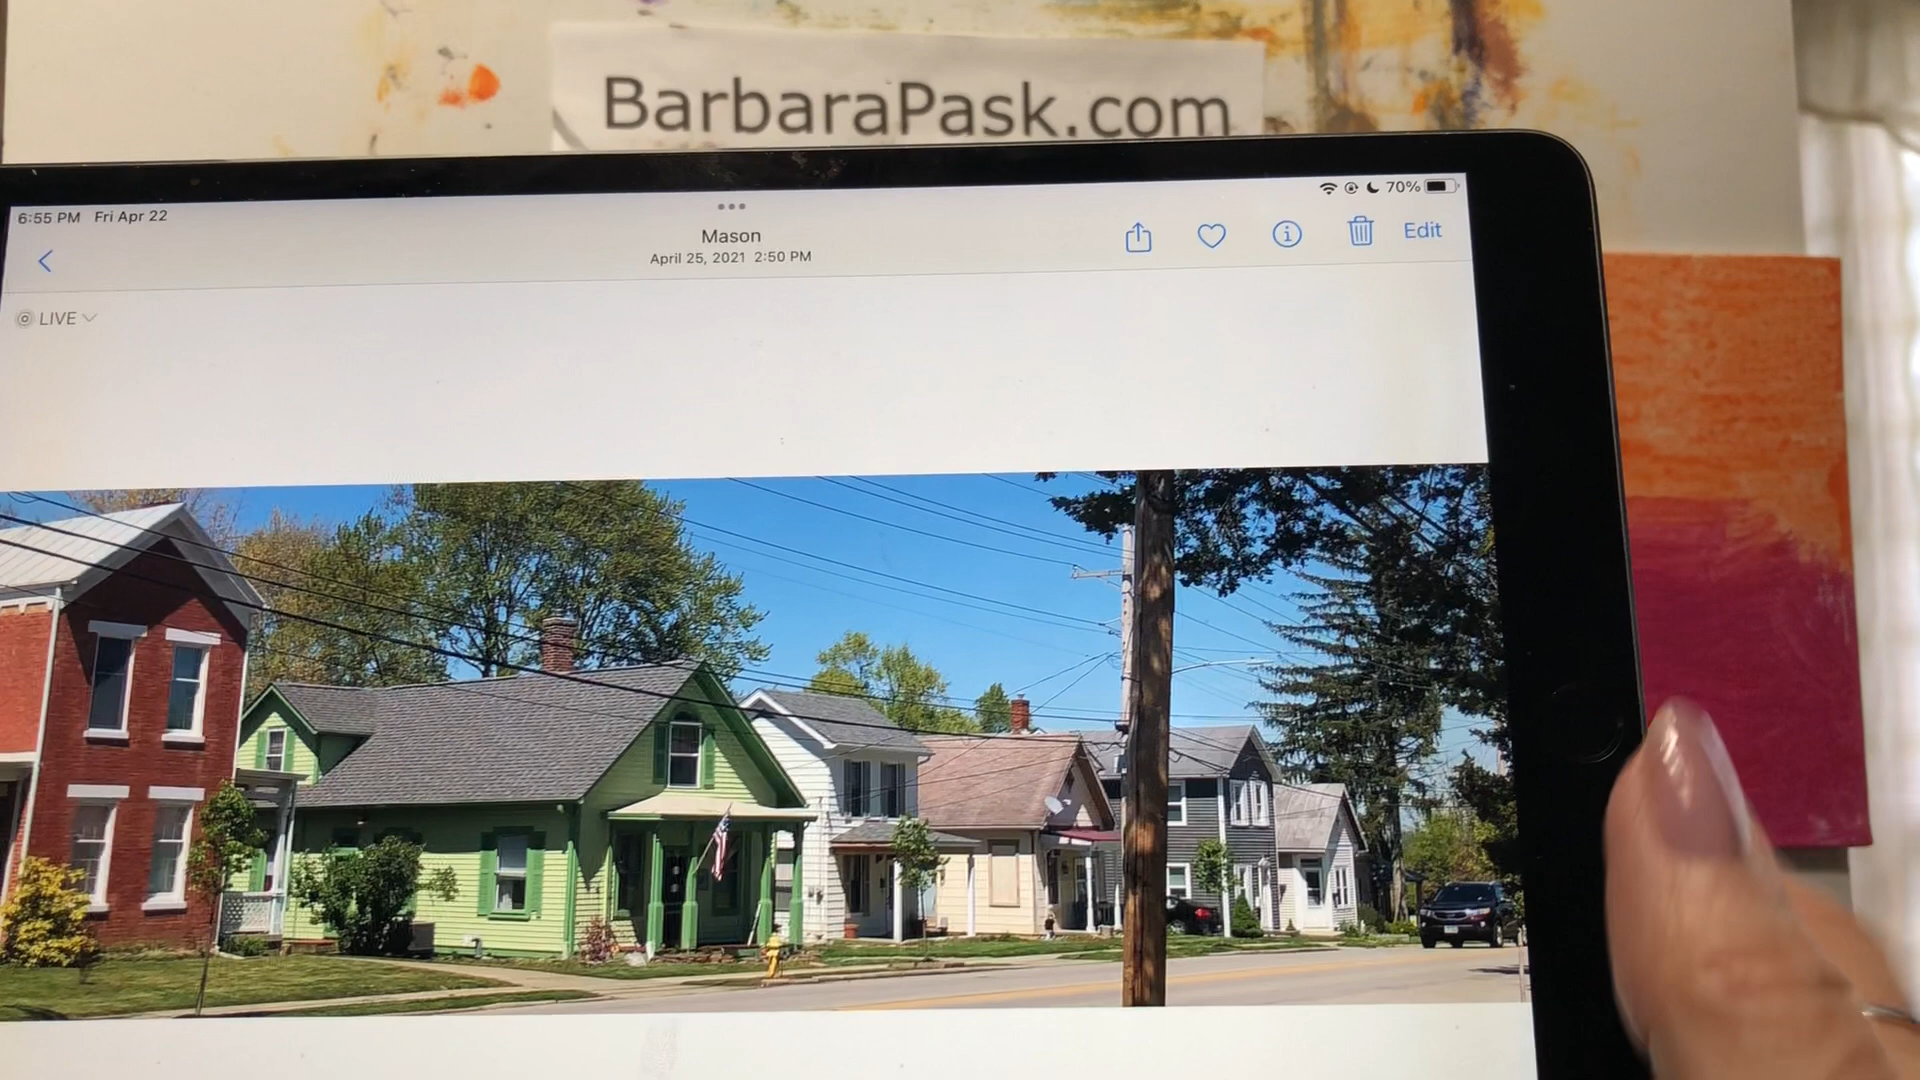 BarbaraPask.com
6:55 PM Fri Apr 22
70%
Mason
April 25, 2021 2:50 PM
Edit
LIVE